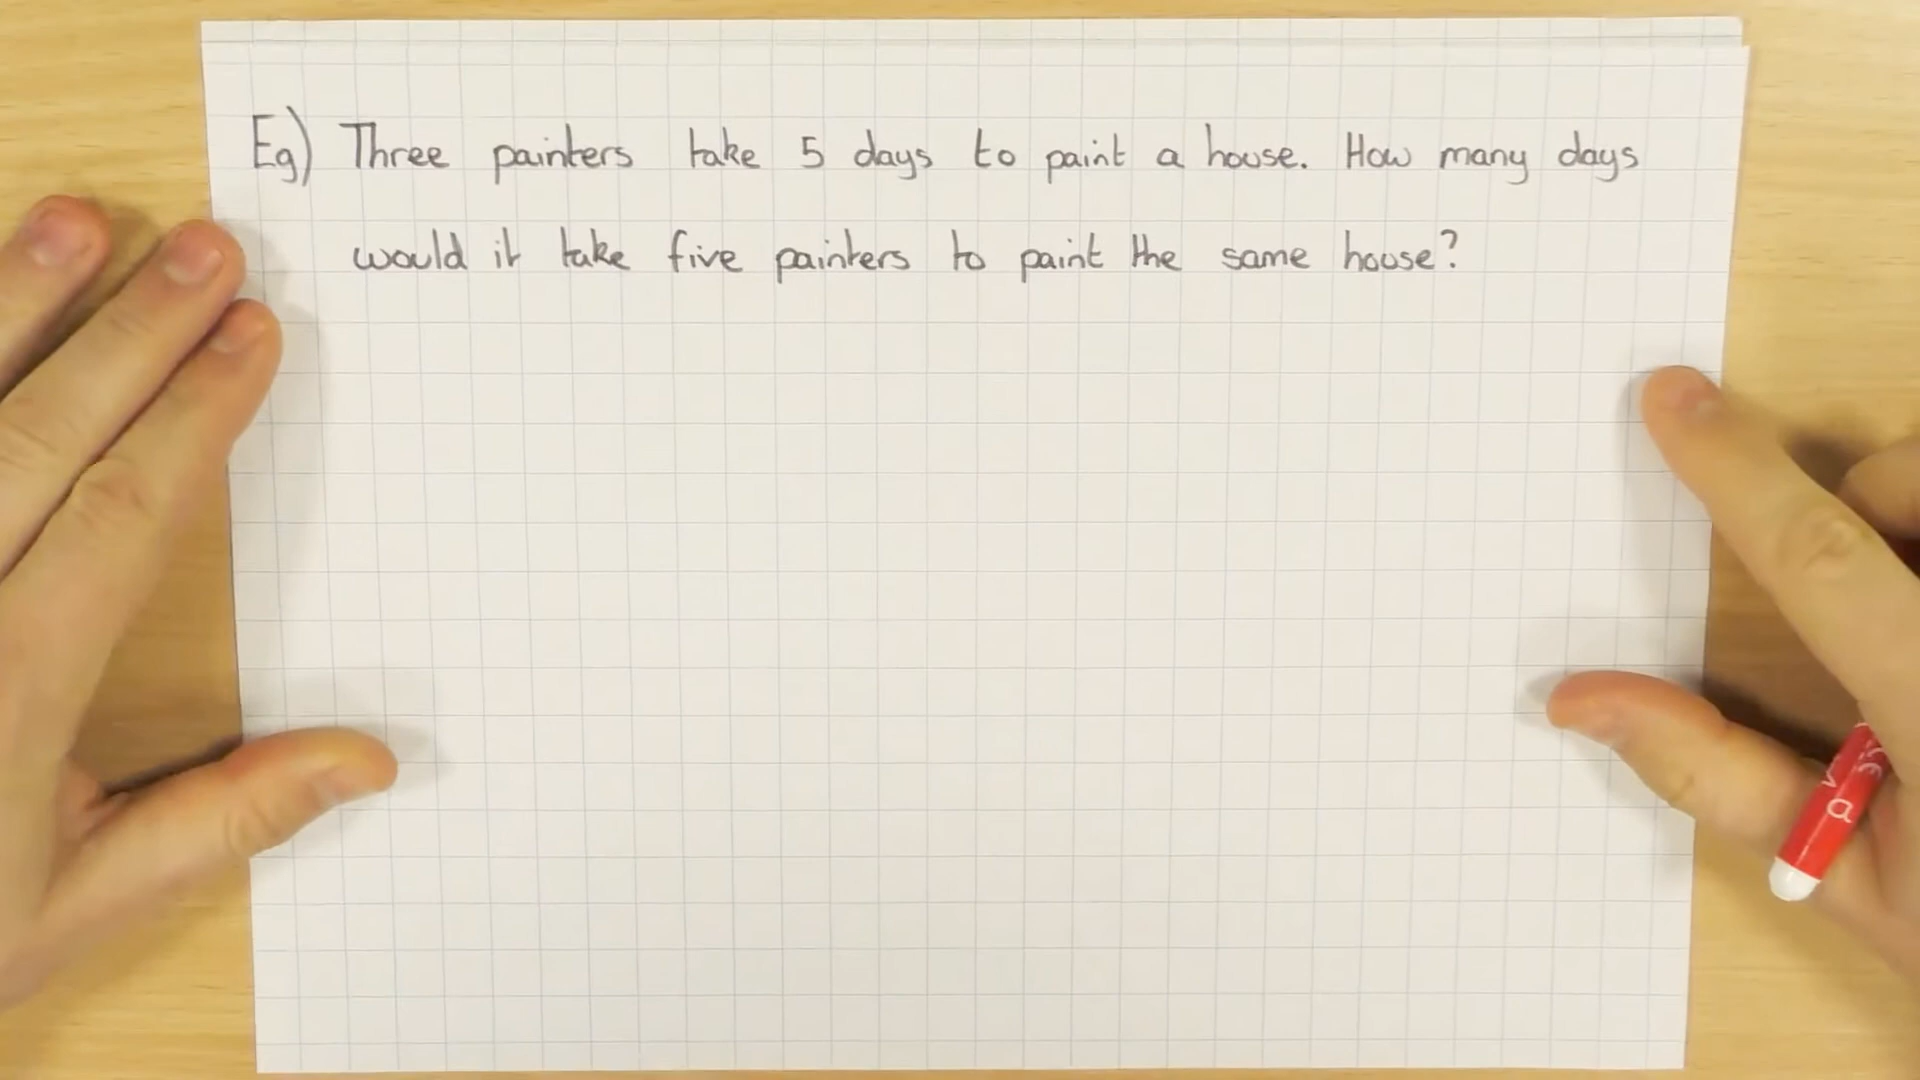 Eg) Three painters take 5 days to paint a house. How many days
would it take five painters to paint the same house?